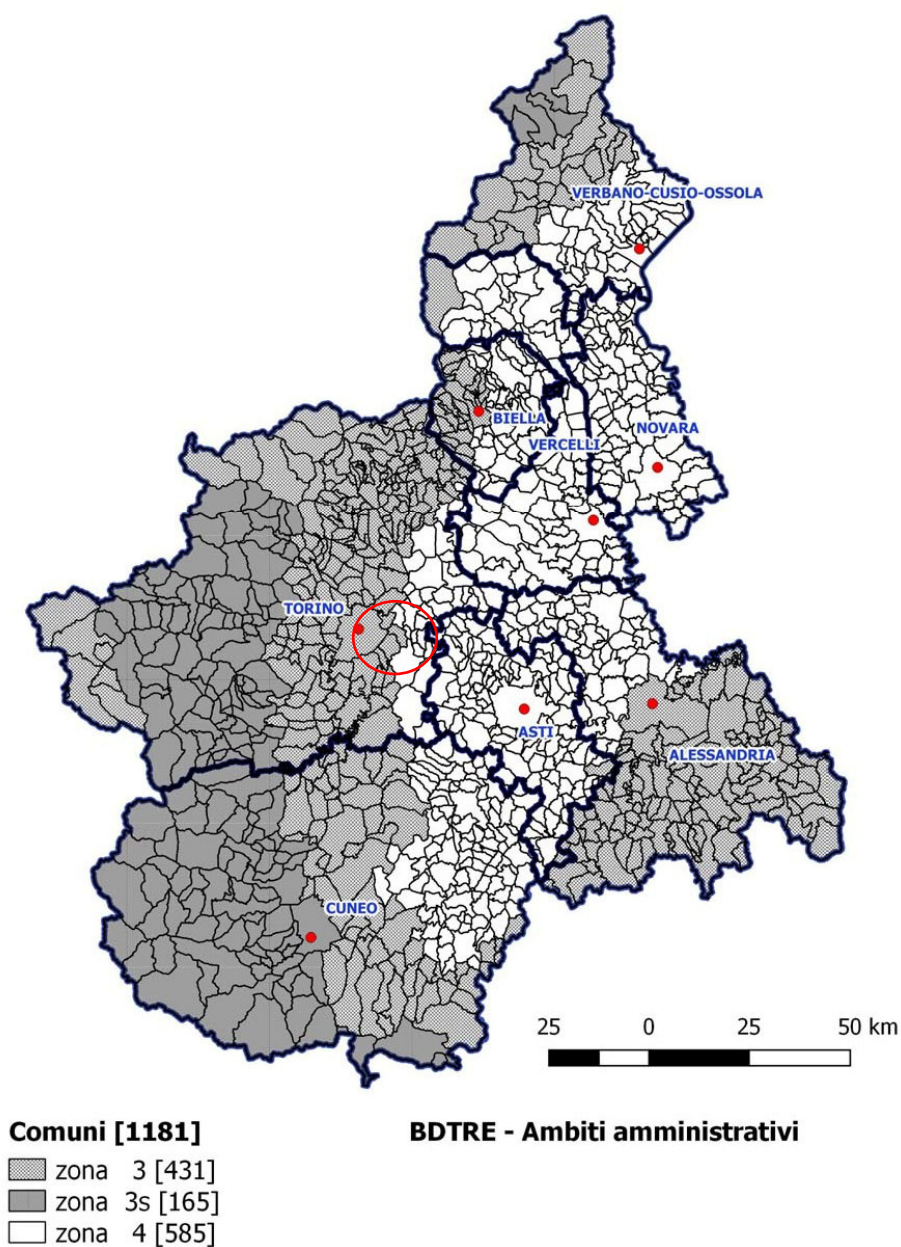 VERBANO-CUSIO-OSSOLA
BIELLA
VERCELLI
NOVARA
TORINO
ASTI
ALESSANDRIA
CUNEO
25 0 25 50 km
Comuni [1181]
BDTRE - Ambiti amministrativi
zona 3 [431]
zona 3s [165]
zona 4 [585]